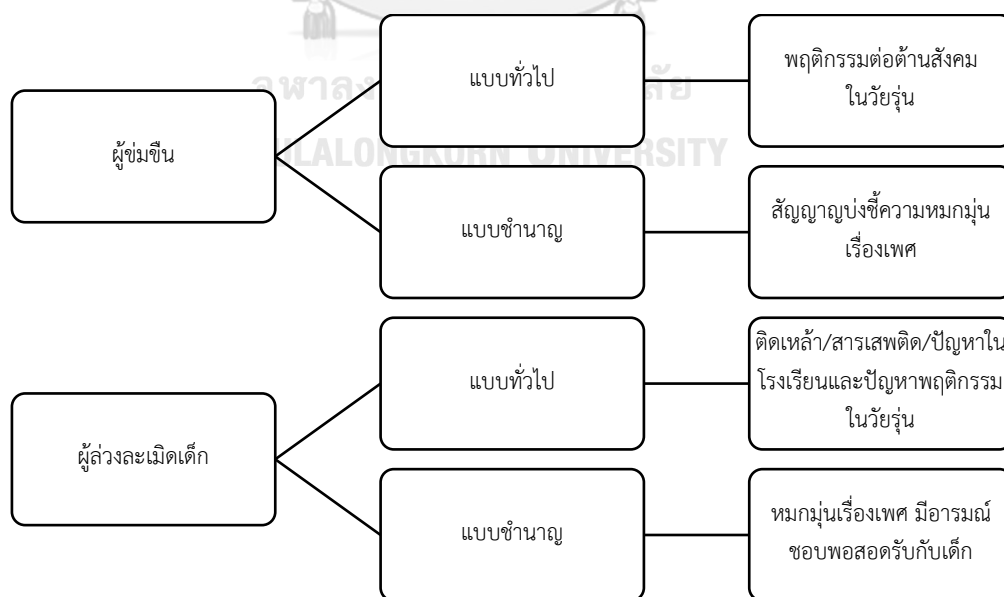 แบบทั่วไป
พฤติกรรมต่อต้านสังคม
ในวัยรุ่น
ผู้ข่มขืน
แบบชำนาญ
สัญญาญบ่งชี้ความหมกมุ่น
เรื่องเพศ
แบบทั่วไป
ติดเหล้า/สารเสพติด/ปัญหาใน
โรงเรียนและปัญหาพฤติกรรม
ในวัยรุ่น
ผู้ล่วงละเมิดเด็ก
แบบชำนาญ
หมกมุ่นเรื่องเพศ มีอารมณ์
ชอบพอสอดรับกับเด็ก
LALONGKORN UNIVERSITY